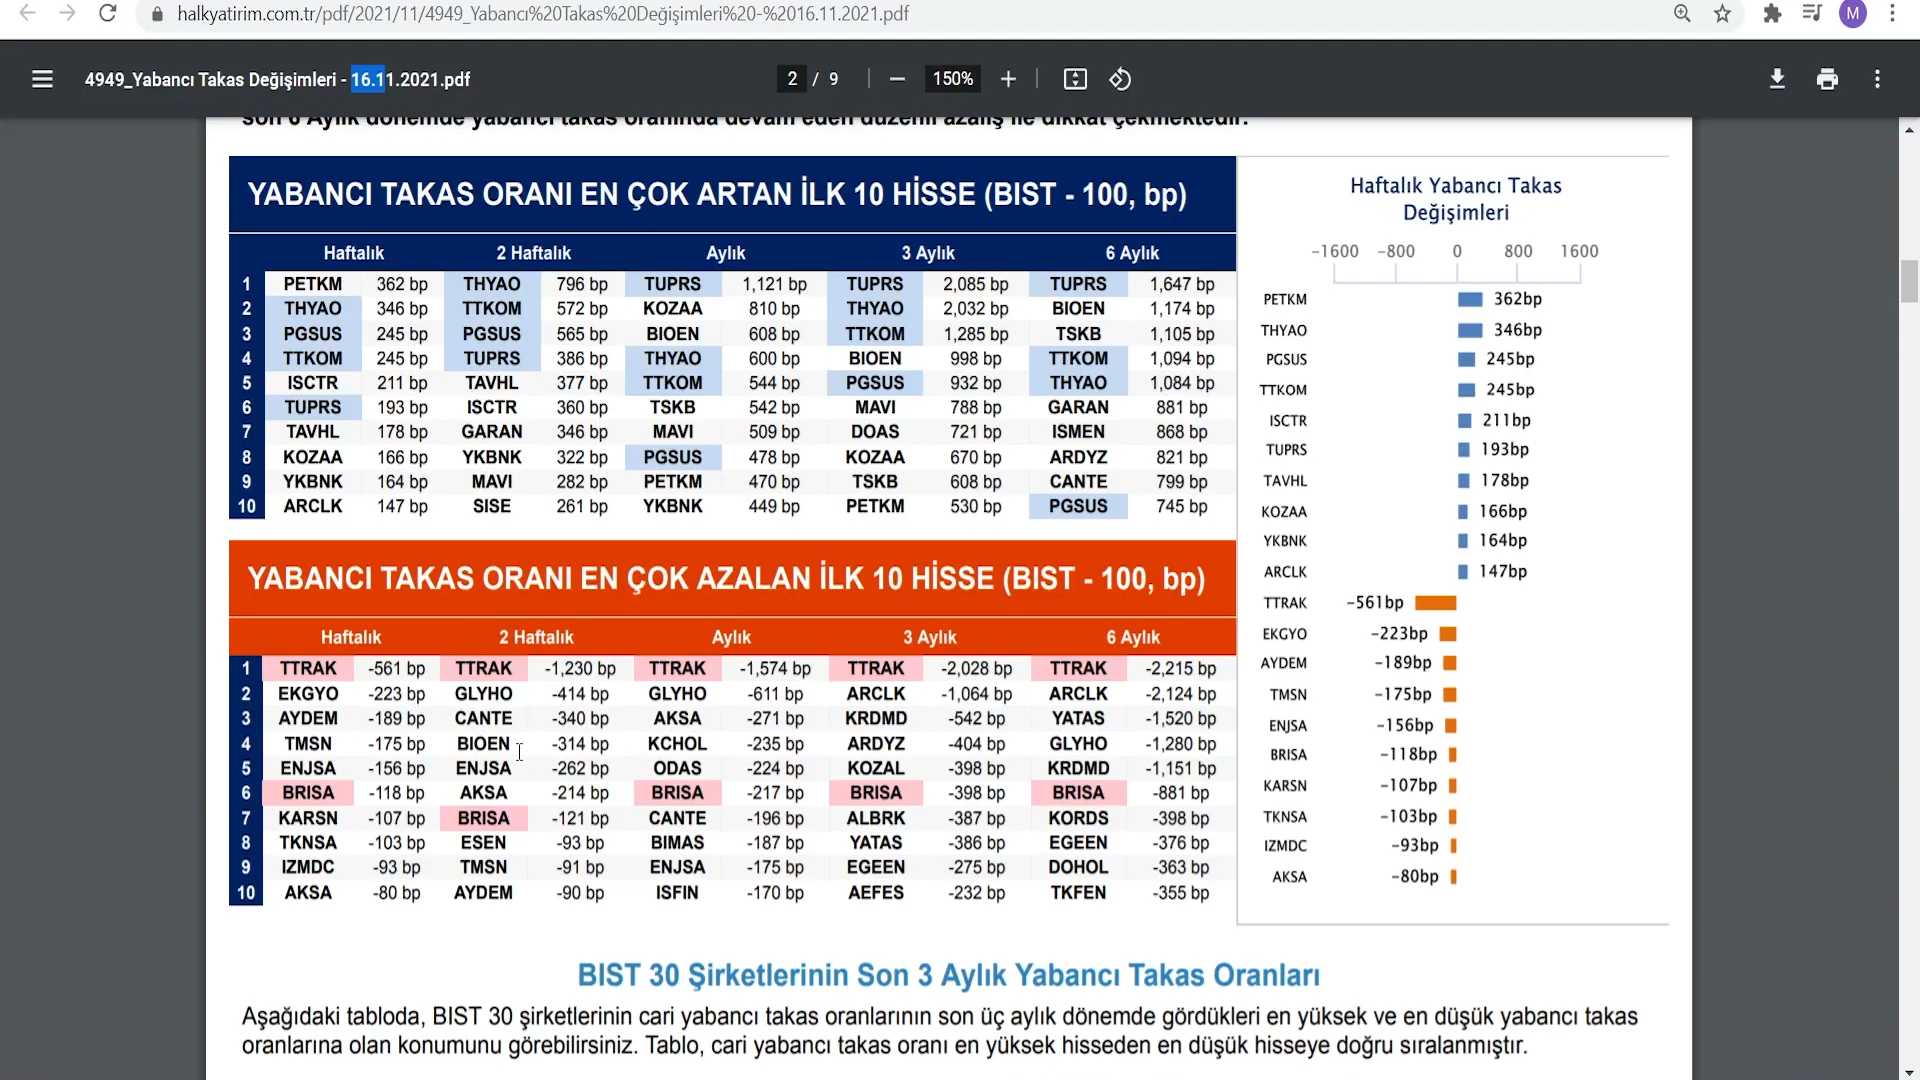 halkyatirim.com.tr/pdf/2021/11/4949_Yabancı%20Takas%20Değişimleri%20-%2016.11.2021.pdf
M
4949_Yabancı Takas Değişimleri - 16.11.2021.pdf
2 / 9
150%
son 6 Aylık dönemde yabancı takas oranında devam eden düzenli azalış ile dikkat çekmektedir.
YABANCI TAKAS ORANI EN ÇOK ARTAN İLK 10 HİSSE (BIST - 100, bp)
Haftalık 2 Haftalık Aylık 3 Aylık 6 Aylık
1 PETKM 362 bp THYAO 796 bp TUPRS 1,121 bp TUPRS 2,085 bp TUPRS 1,647 bp
2 THYAO 346 bp TTKOM 572 bp KOZAA 810 bp THYAO 2,032 bp BIOEN 1,174 bp
3 PGSUS 245 bp PGSUS 565 bp BIOEN 608 bp TTKOM 1,285 bp TSKB 1,105 bp
4 TTKOM 245 bp TUPRS 386 bp THYAO 600 bp BIOEN 998 bp TTKOM 1,094 bp
5 ISCTR 211 bp TAVHL 377 bp TTKOM 544 bp PGSUS 932 bp THYAO 1,084 bp
6 TUPRS 193 bp ISCTR 360 bp TSKB 542 bp MAVI 788 bp GARAN 881 bp
7 TAVHL 178 bp GARAN 346 bp MAVI 509 bp DOAS 721 bp ISMEN 868 bp
8 KOZAA 166 bp YKBNK 322 bp PGSUS 478 bp KOZAA 670 bp ARDYZ 821 bp
9 YKBNK 164 bp MAVI 282 bp PETKM 470 bp TSKB 608 bp CANTE 799 bp
10 ARCLK 147 bp SISE 261 bp YKBNK 449 bp PETKM 530 bp PGSUS 745 bp
YABANCI TAKAS ORANI EN ÇOK AZALAN İLK 10 HİSSE (BIST - 100, bp)
Haftalık 2 Haftalık Aylık 3 Aylık 6 Aylık
1 TTRAK -561 bp TTRAK -1,230 bp TTRAK -1,574 bp TTRAK -2,028 bp TTRAK -2,215 bp
2 EKGYO -223 bp GLYHO -414 bp GLYHO -611 bp ARCLK -1,064 bp ARCLK -2,124 bp
3 AYDEM -189 bp CANTE -340 bp AKSA -271 bp KRDMD -542 bp YATAS -1,520 bp
4 TMSN -175 bp BIOEN -314 bp KCHOL -235 bp ARDYZ -404 bp GLYHO -1,280 bp
5 ENJSA -156 bp ENJSA -262 bp ODAS -224 bp KOZAL -398 bp KRDMD -1,151 bp
6 BRISA -118 bp AKSA -214 bp BRISA -217 bp BRISA -398 bp BRISA -881 bp
7 KARSN -107 bp BRISA -121 bp CANTE -196 bp ALBRK -387 bp KORDS -398 bp
8 TKNSA -103 bp ESEN -93 bp BIMAS -187 bp YATAS -386 bp EGEEN -376 bp
9 IZMDC -93 bp TMSN -91 bp ENJSA -175 bp EGEEN -275 bp DOHOL -363 bp
10 AKSA -80 bp AYDEM -90 bp ISFIN -170 bp AEFES -232 bp TKFEN -355 bp
Haftalık Yabancı Takas
Değişimleri
-1600 -800 0 800 1600
PETKM 362bp
THYAO 346bp
PGSUS 245bp
TTKOM 245bp
ISCTR 211bp
TUPRS 193bp
TAVHL 178bp
KOZAA 166bp
YKBNK 164bp
ARCLK 147bp
TTRAK -561bp
EKGYO -223bp
AYDEM -189bp
TMSN -175bp
ENJSA -156bp
BRISA -118bp
KARSN -107bp
TKNSA -103bp
IZMDC -93bp
AKSA -80bp
BIST 30 Şirketlerinin Son 3 Aylık Yabancı Takas Oranları
Aşağıdaki tabloda, BIST 30 şirketlerinin cari yabancı takas oranlarının son üç aylık dönemde gördükleri en yüksek ve en düşük yabancı takas
oranlarına olan konumunu görebilirsiniz. Tablo, cari yabancı takas oranı en yüksek hisseden en düşük hisseye doğru sıralanmıştır.